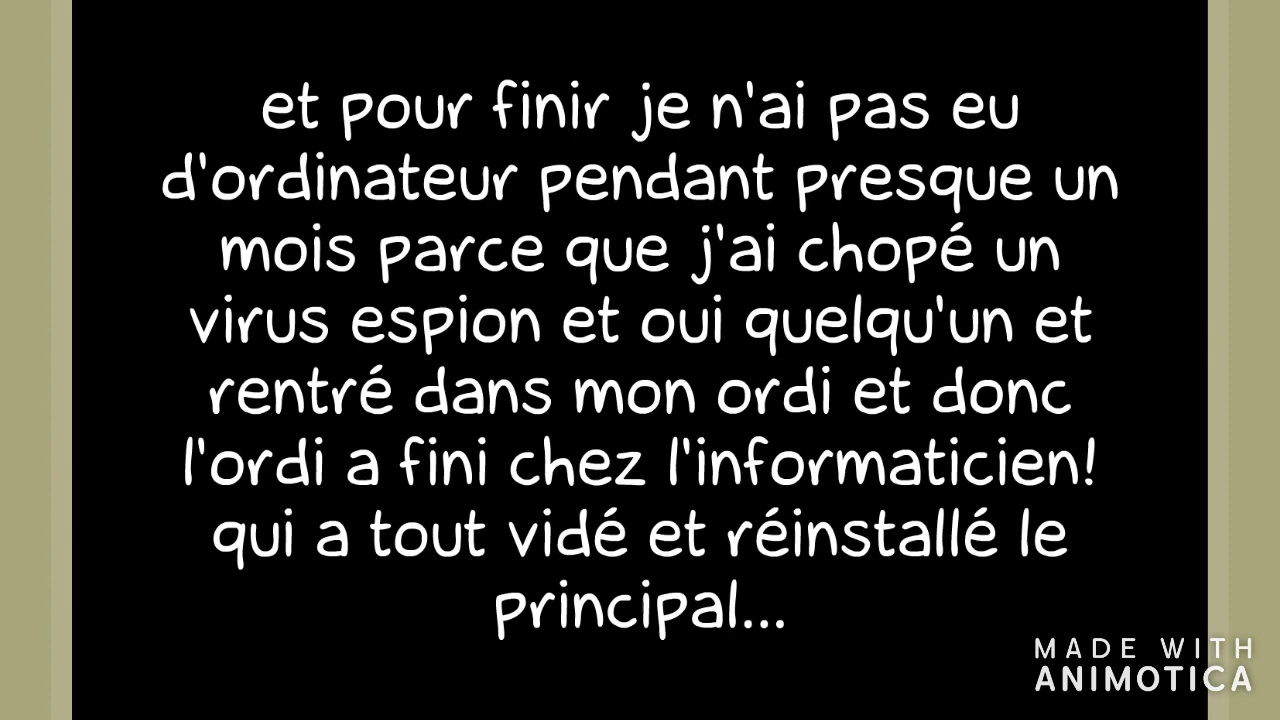 et pour finir je n'ai pas eu
d'ordinateur pendant presque un
mois parce que j'ai chopé un
virus espion et oui quelqu'un et
rentré dans mon ordi et donc
l'ordi a fini chez l'informaticien!
qui a tout vidé et réinstallé le
principal...
MADE WITH
ANIMOTICA